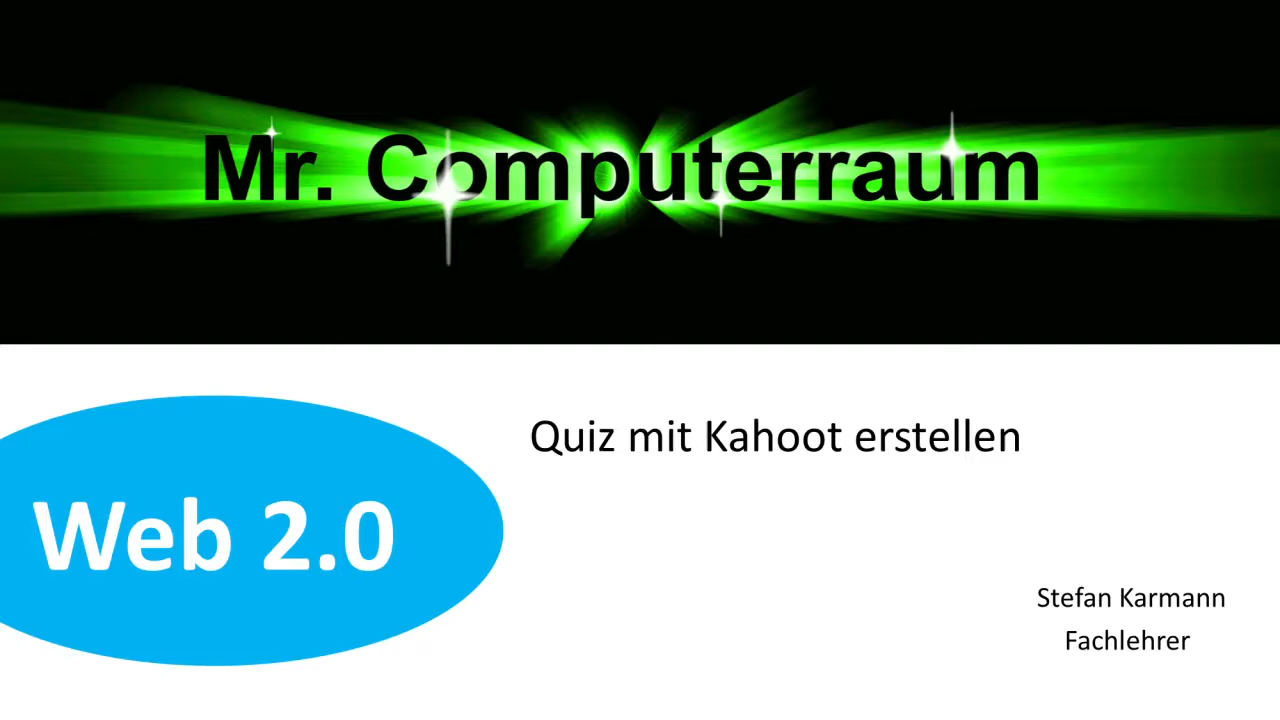 Mr. Computerraum
Quiz mit Kahoot erstellen
Web 2.0
Stefan Karmann
Fachlehrer